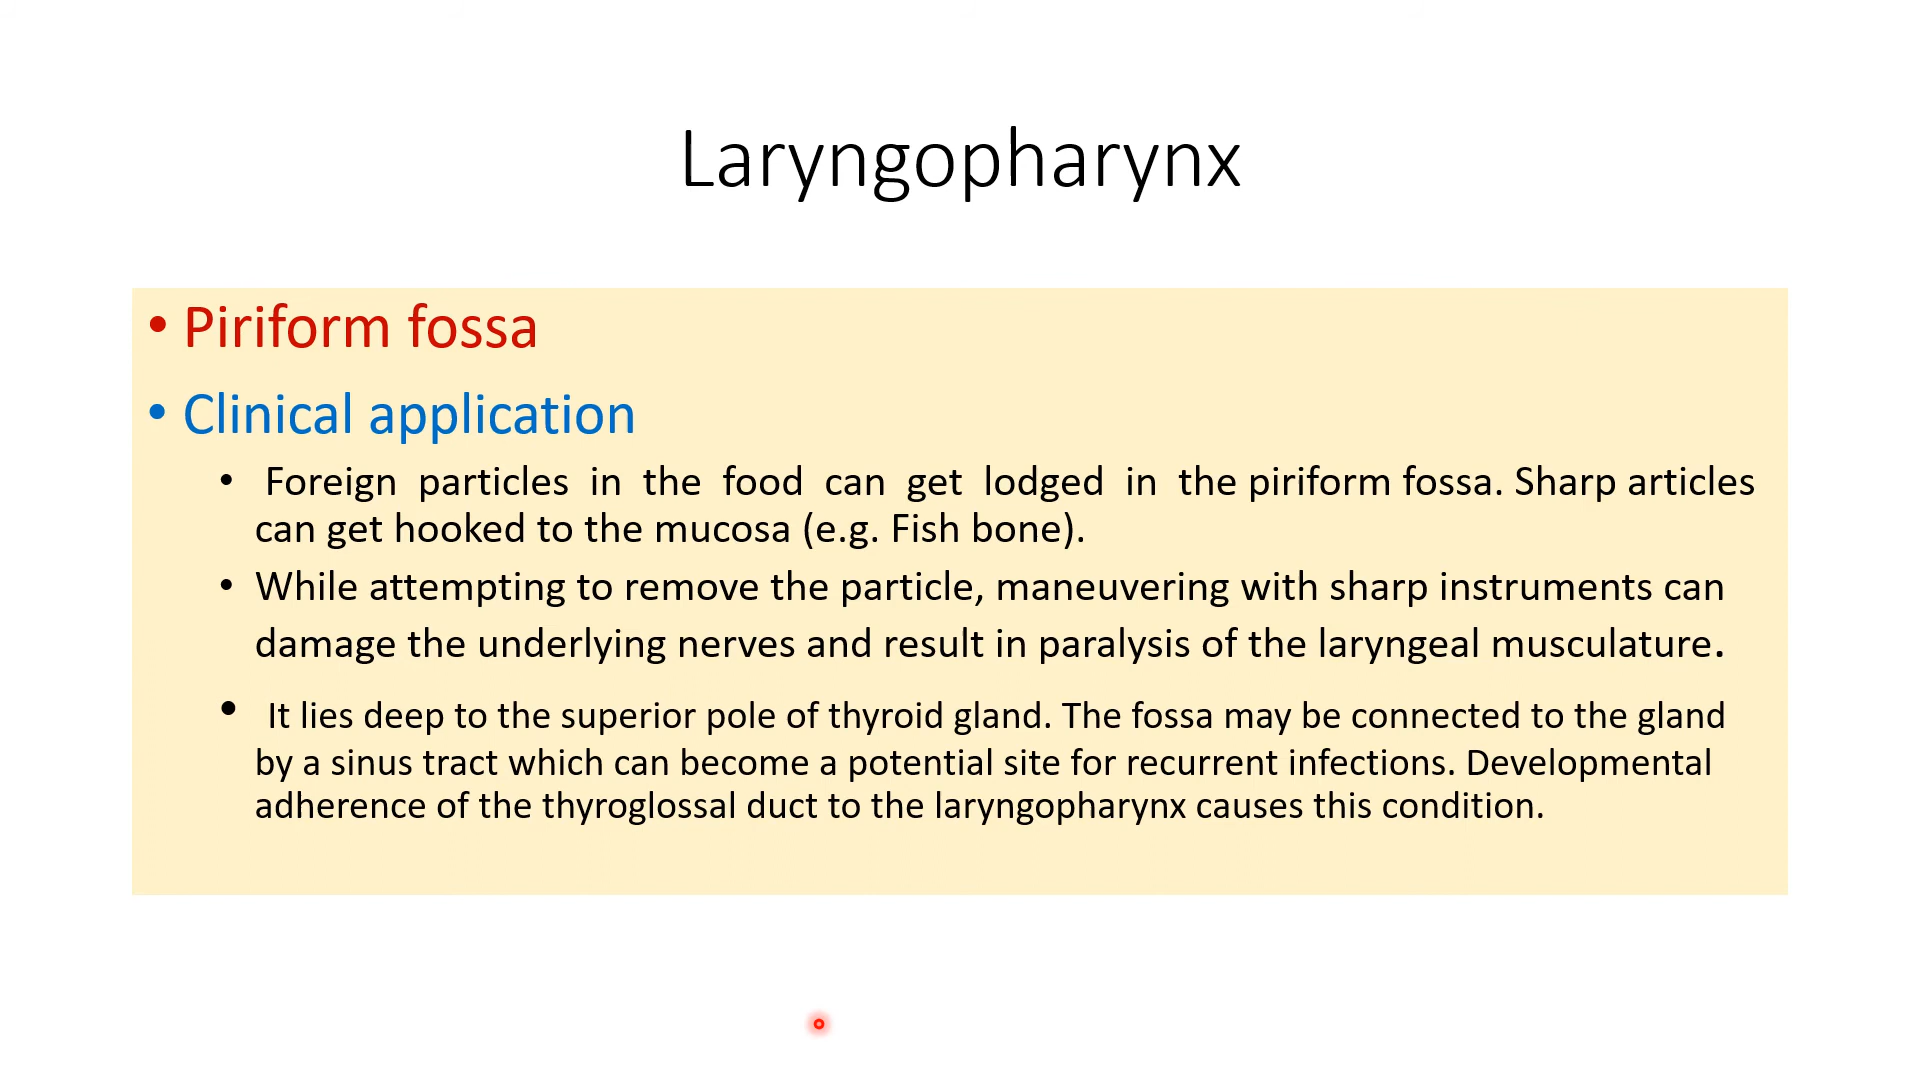 Laryngopharynx
• Piriform fossa
• Clinical application
• Foreign particles in the food can get lodged in the piriform fossa. Sharp articles
can get hooked to the mucosa (e.g. Fish bone).
• While attempting to remove the particle, maneuvering with sharp instruments can
damage the underlying nerves and result in paralysis of the laryngeal musculature.
• It lies deep to the superior pole of thyroid gland. The fossa may be connected to the gland
by a sinus tract which can become a potential site for recurrent infections. Developmental
adherence of the thyroglossal duct to the laryngopharynx causes this condition.